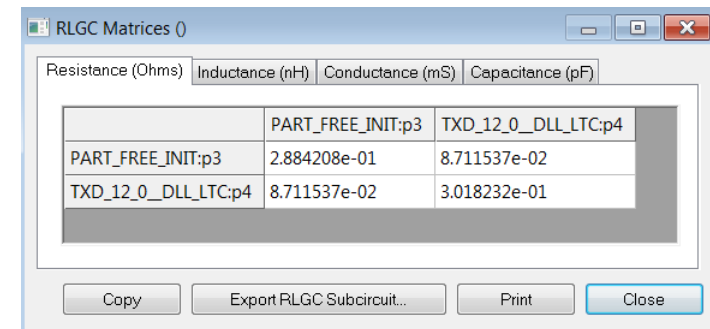 RLGC Matrices ()
Resistance (Ohms) Inductance (nH) Conductance (mS) Capacitance (pF)
PART_FREE_INIT:p3 TXD_12_0__DLL_LTC:p4
PART_FREE_INIT:p3 2.884208e-01 8.711537e-02
TXD_12_0__DLL_LTC:p4 8.711537e-02 3.018232e-01
Copy Export RLGC Subcircuit... Print Close